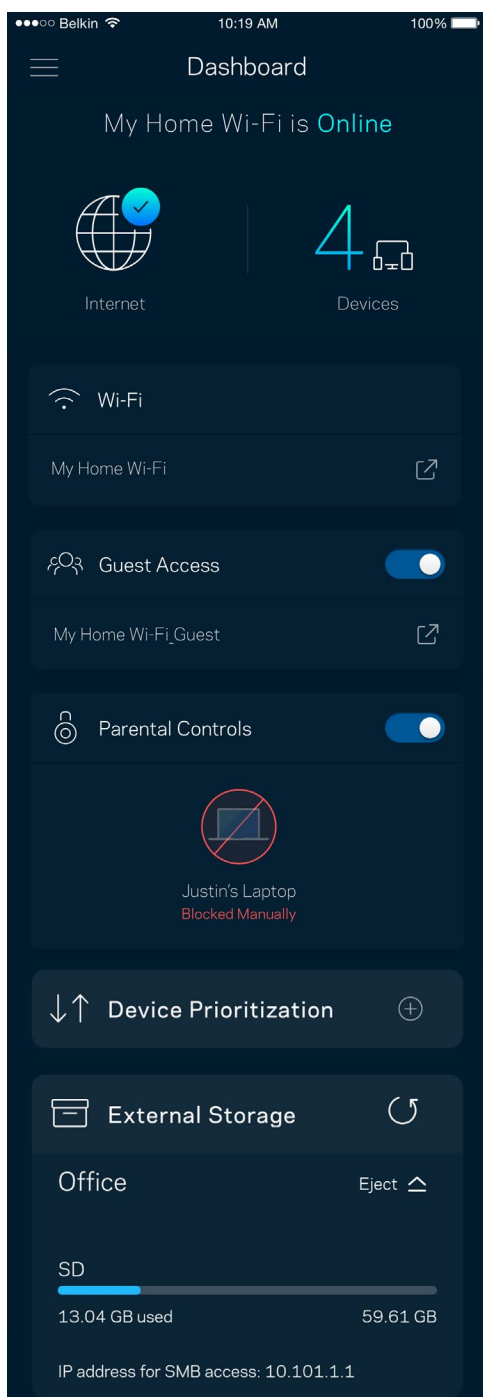 Belkin 10:19 AM 100%
Dashboard
My Home Wi-Fi is Online
4
Internet Devices
Wi-Fi
My Home Wi-Fi
Guest Access
My Home Wi-Fi_Guest
Parental Controls
Justin's Laptop
Blocked Manually
Device Prioritization
External Storage
Office Eject
SD
13.04 GB used 59.61 GB
IP address for SMB access: 10.101.1.1